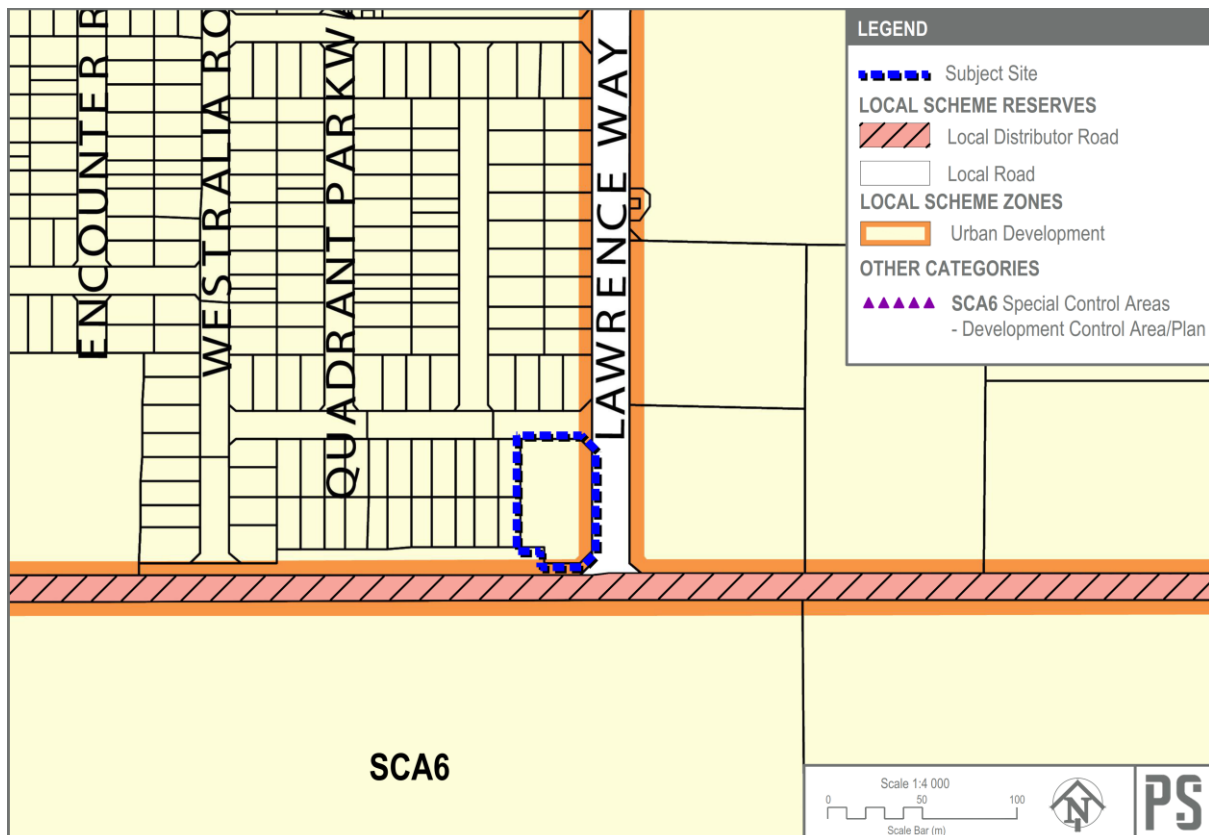 ENCOUNTER R
WESTRALIA RO
QUADRANT PARKWA
LAWRENCE WAY
SCA6
LEGEND
Subject Site
LOCAL SCHEME RESERVES
Local Distributor Road
Local Road
LOCAL SCHEME ZONES
Urban Development
OTHER CATEGORIES
SCA6 Special Control Areas
- Development Control Area/Plan
Scale 1:4 000
0 50 100
Scale Bar (m)
N
PS